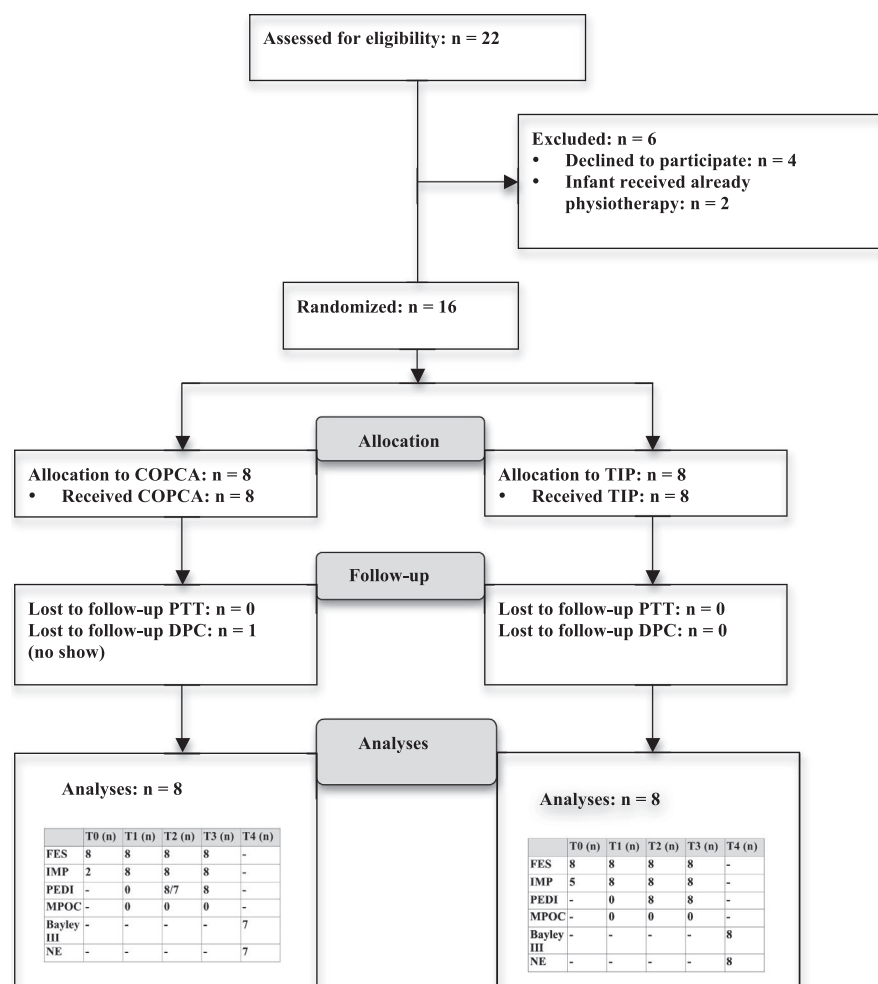 Assessed for eligibility: n = 22
Excluded: n = 6
• Declined to participate: n = 4
• Infant received already
physiotherapy: n = 2
Randomized: n = 16
Allocation
Allocation to COPCA: n = 8
• Received COPCA: n = 8
Allocation to TIP: n = 8
• Received TIP: n = 8
Follow-up
Lost to follow-up PTT: n = 0
Lost to follow-up DPC: n = 1
(no show)
Lost to follow-up PTT: n = 0
Lost to follow-up DPC: n = 0
Analyses
Analyses: n = 8
T0 (n) T1 (n) T2 (n) T3 (n) T4 (n)
FES 8 8 8 8 -
IMP 2 8 8 8 -
PEDI - 0 8/7 8 -
MPOC - 0 0 0 -
Bayley - - - - 7
III
NE - - - - 7
Analyses: n = 8
T0 (n) T1 (n) T2 (n) T3 (n) T4 (n)
FES 8 8 8 8 -
IMP 5 8 8 8 -
PEDI - 0 8 8 -
MPOC - 0 0 0 -
Bayley - - - - 8
III
NE - - - - 8